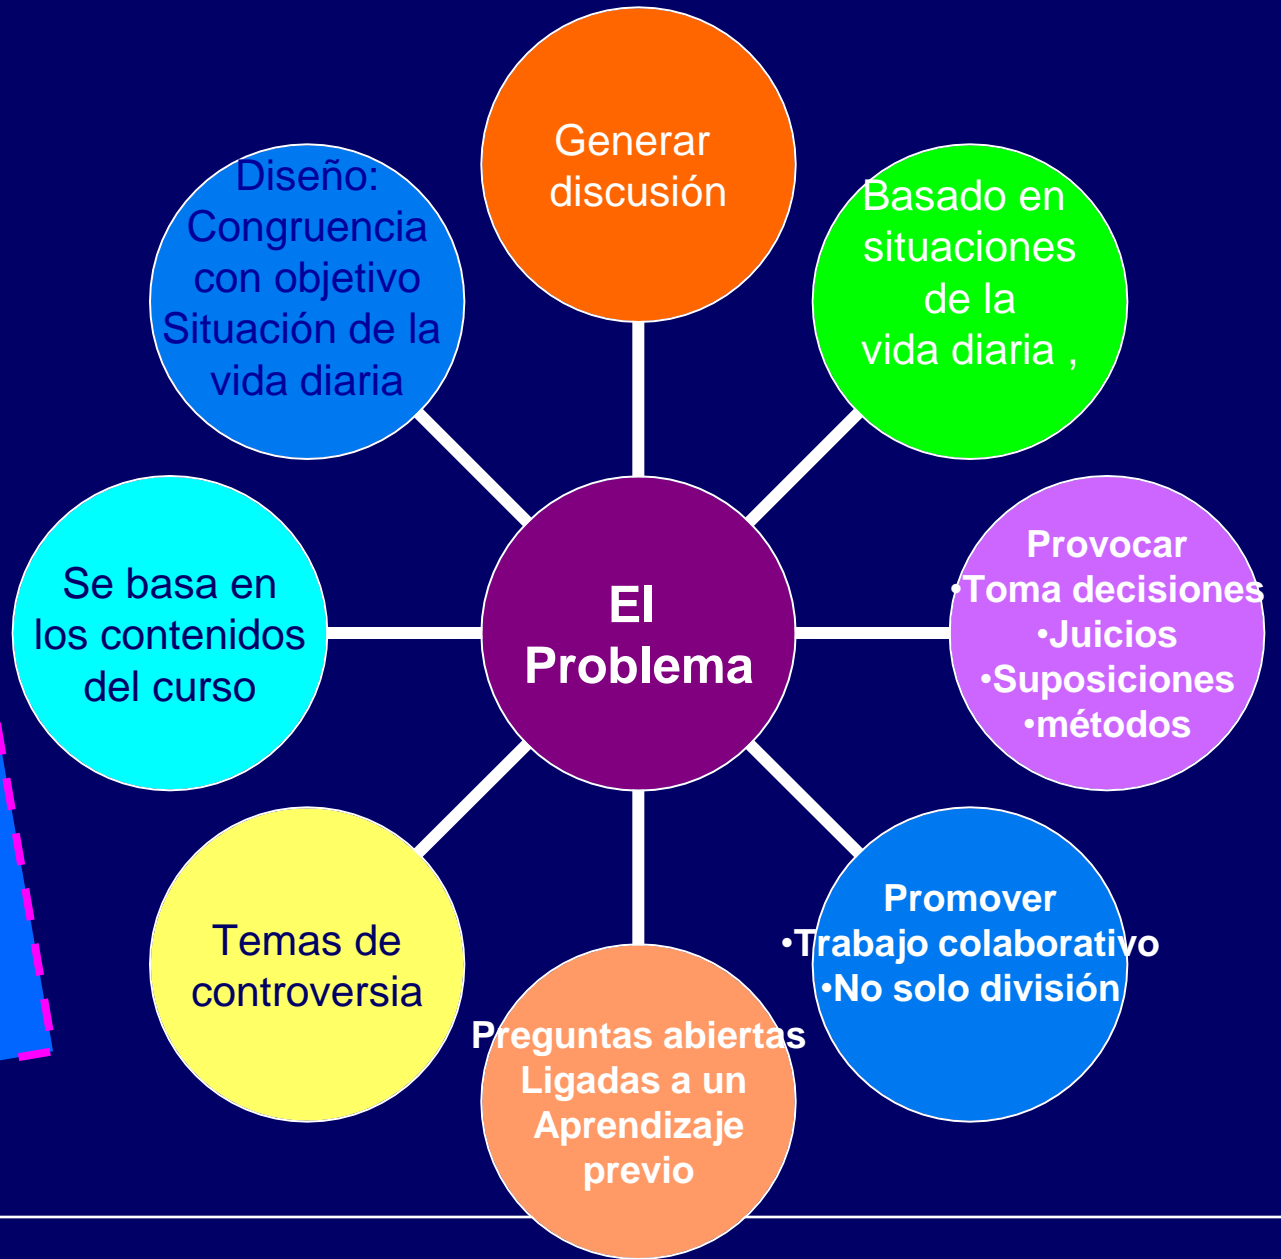 Generar
discusión
Basado en
situaciones
de la
vida diaria ,
Provocar
•Toma decisiones
•Juicios
•Suposiciones
•métodos
Promover
•Trabajo colaborativo
•No solo división
Preguntas abiertas
Ligadas a un
Aprendizaje
previo
Temas de
controversia
Se basa en
los contenidos
del curso
Diseño:
Congruencia
con objetivo
Situación de la
vida diaria
El
Problema